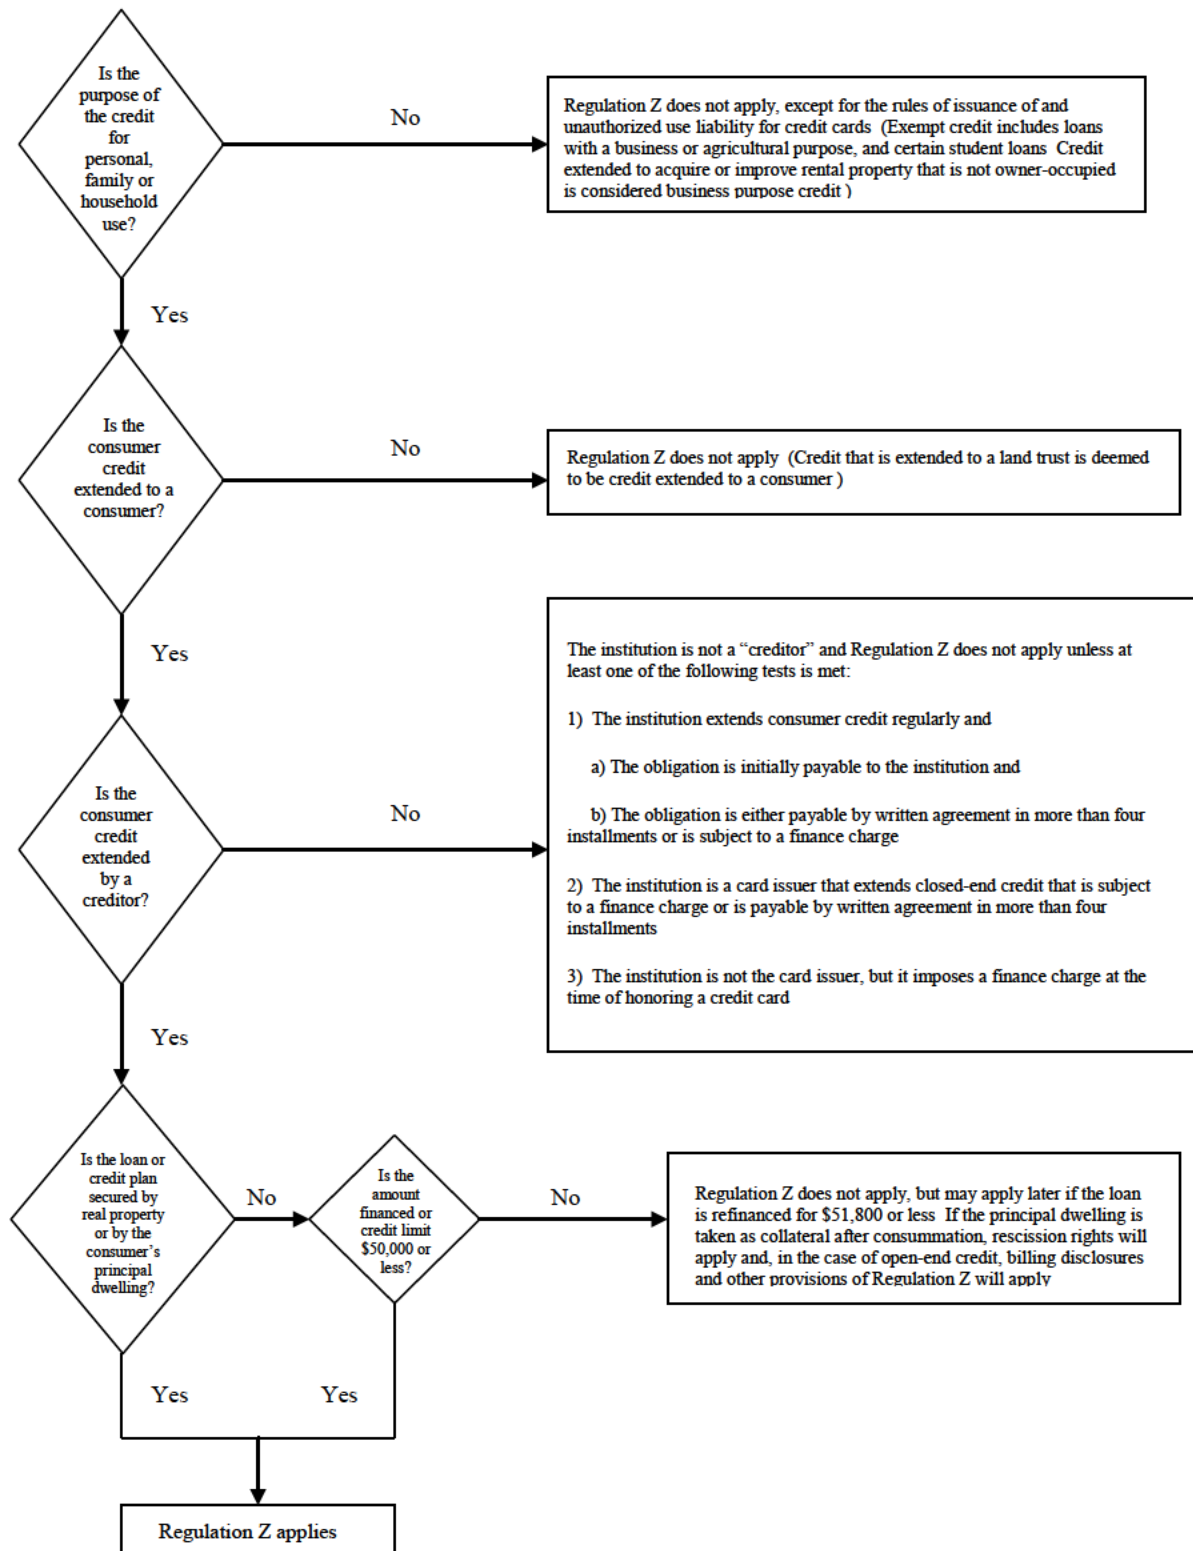 Is the
purpose of
the credit
for
personal,
family or
household
use?
No
Regulation Z does not apply, except for the rules of issuance of and
unauthorized use liability for credit cards (Exempt credit includes loans
with a business or agricultural purpose, and certain student loans Credit
extended to acquire or improve rental property that is not owner-occupied
is considered business purpose credit )
Yes
Is the
consumer
credit
extended to a
consumer?
No
Regulation Z does not apply (Credit that is extended to a land trust is deemed
to be credit extended to a consumer )
Yes
Is the
consumer
credit
extended
by a
creditor?
No
The institution is not a “creditor” and Regulation Z does not apply unless at
least one of the following tests is met:
1) The institution extends consumer credit regularly and
a) The obligation is initially payable to the institution and
b) The obligation is either payable by written agreement in more than four
installments or is subject to a finance charge
2) The institution is a card issuer that extends closed-end credit that is subject
to a finance charge or is payable by written agreement in more than four
installments
3) The institution is not the card issuer, but it imposes a finance charge at the
time of honoring a credit card
Yes
Is the loan or
credit plan
secured by
real property
or by the
consumer’s
principal
dwelling?
No
Is the
amount
financed or
credit limit
$50,000 or
less?
No
Regulation Z does not apply, but may apply later if the loan
is refinanced for $51,800 or less If the principal dwelling is
taken as collateral after consummation, rescission rights will
apply and, in the case of open-end credit, billing disclosures
and other provisions of Regulation Z will apply
Yes
Yes
Regulation Z applies